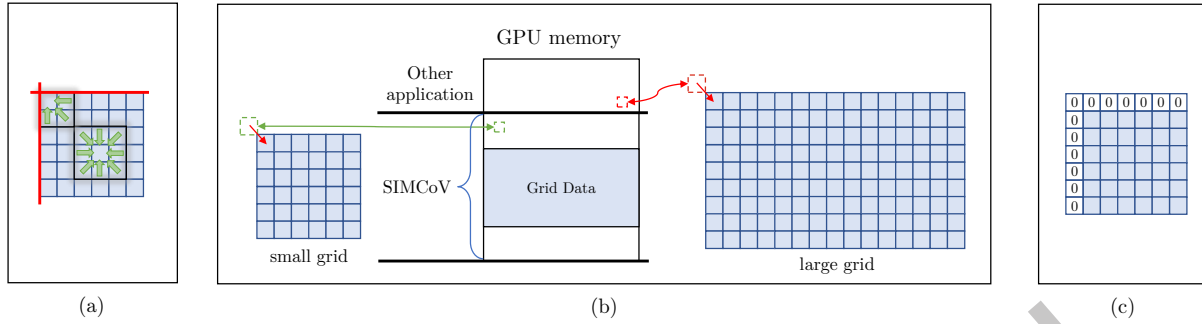 GPU memory
Other
application
SIMCoV
Grid Data
small grid
large grid
0 0 0 0 0 0 0
0
0
0
0
0
0
(a)
(b)
(c)